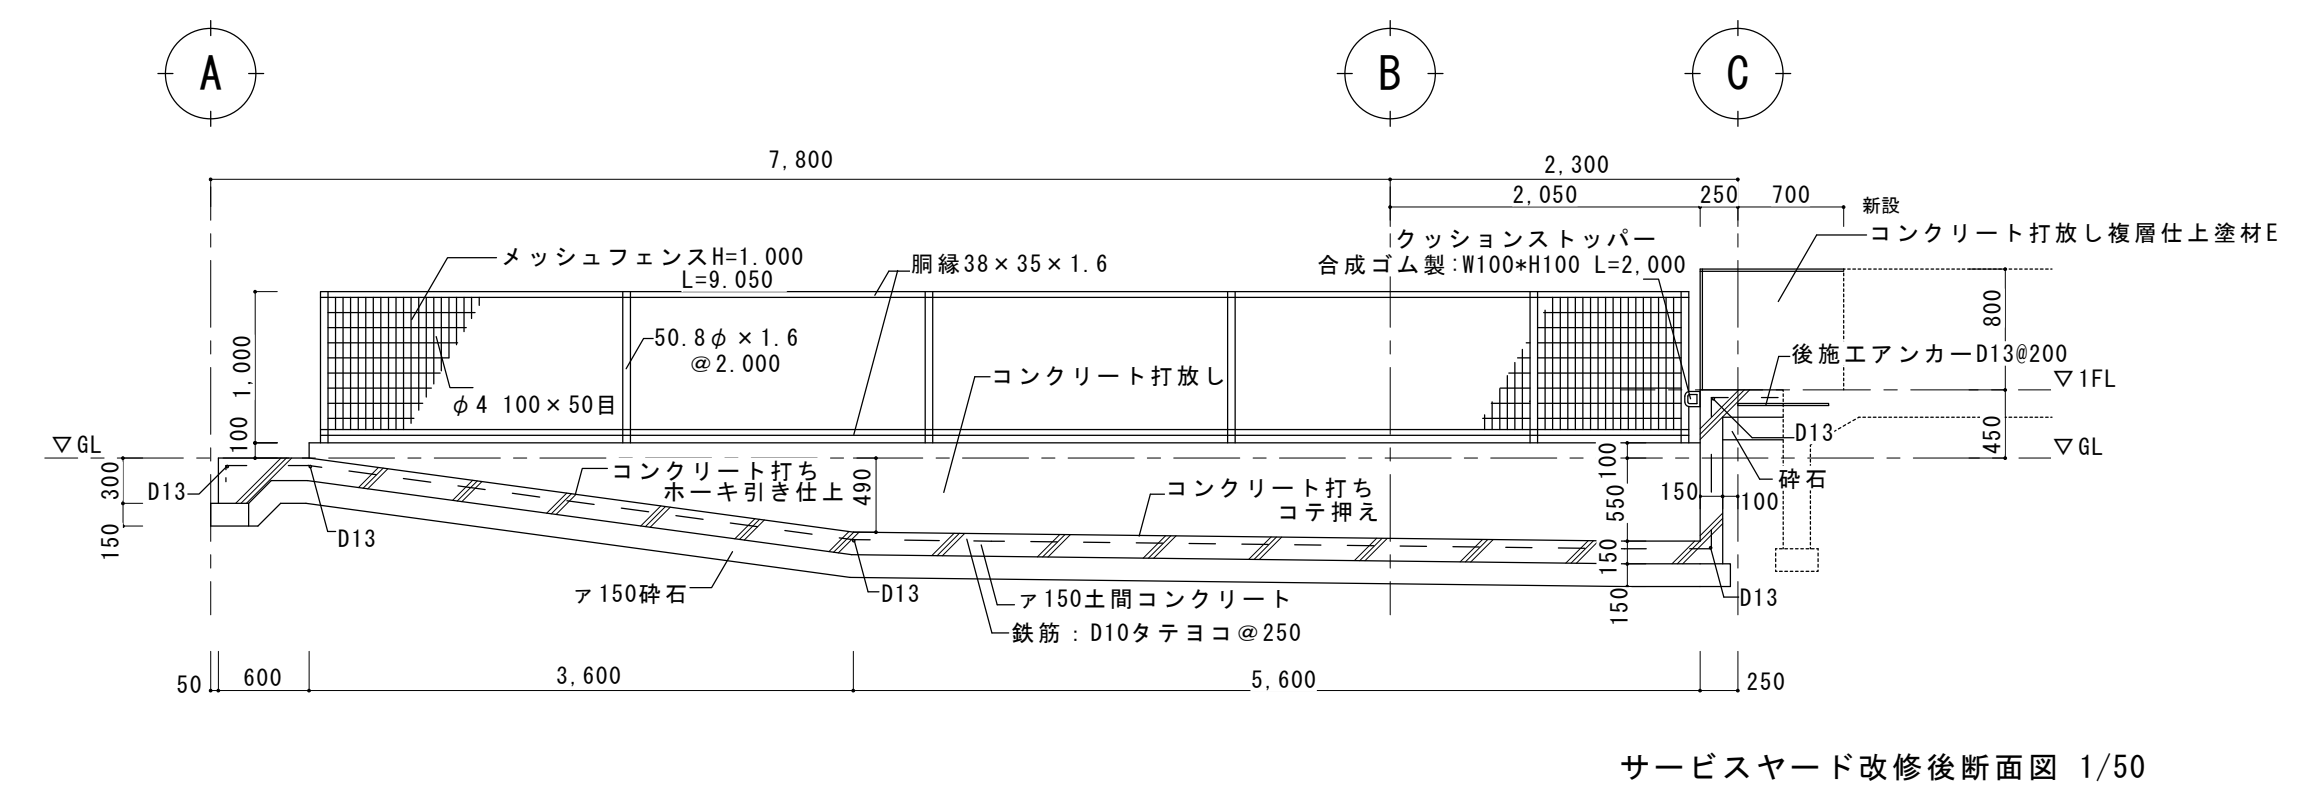 A
B
C
7,800
2,300
2,050
250
700
新設
コンクリート打放し複層仕上塗材E
クッションストッパー
合成ゴム製:W100*H100 L=2,000
メッシュフェンスH=1.000
L=9.050
胴縁38×35×1.6
50.8φ×1.6
@2.000
φ4 100×50目
コンクリート打放し
1,000
100
800
後施工アンカーD13@200
▽1FL
450
▽GL
▽GL
D13
砕石
300
150
D13
D13
コンクリート打ち
ホーキ引き仕上
490
コンクリート打ち
コテ押え
100
550
150
150
150
100
ァ150砕石
D13
ァ150土間コンクリート
鉄筋：D10タテヨコ@250
D13
50
600
3,600
5,600
250
サービスヤード改修後断面図 1/50